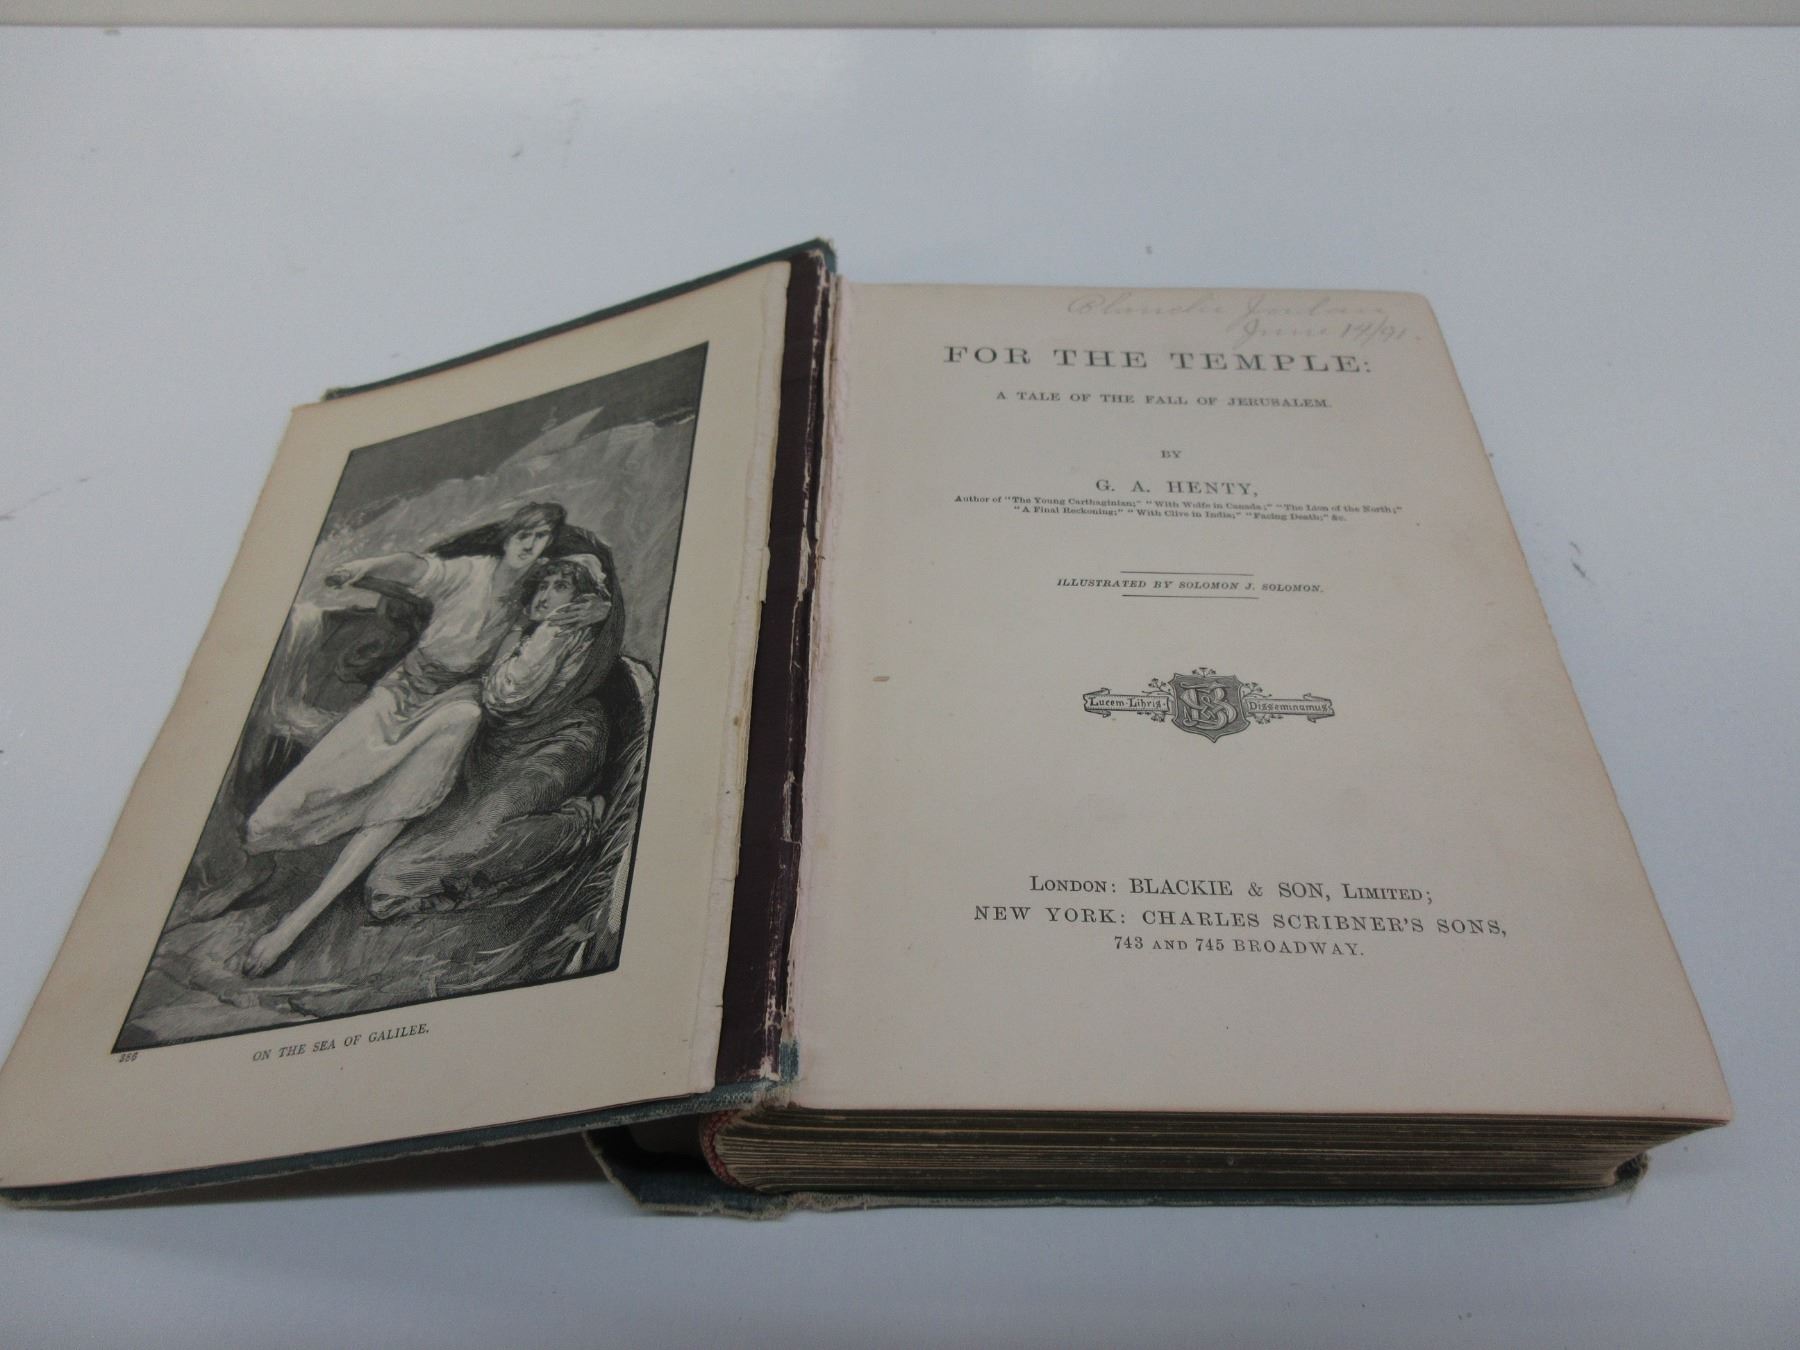 386
ON THE SEA OF GALILEE.
Blanche Jordan
June 14/91.
FOR THE TEMPLE:
A TALE OF THE FALL OF JERUSALEM.
BY
G. A. HENTY,
Author of "The Young Carthaginian;" "With Wolfe in Canada;" "The Lion of the North;"
"A Final Reckoning;" "With Clive in India;" "Facing Death;" &c.
ILLUSTRATED BY SOLOMON J. SOLOMON.
Lucem Libris Disseminamus
LONDON: BLACKIE & SON, LIMITED;
NEW YORK: CHARLES SCRIBNER'S SONS,
743 AND 745 BROADWAY.